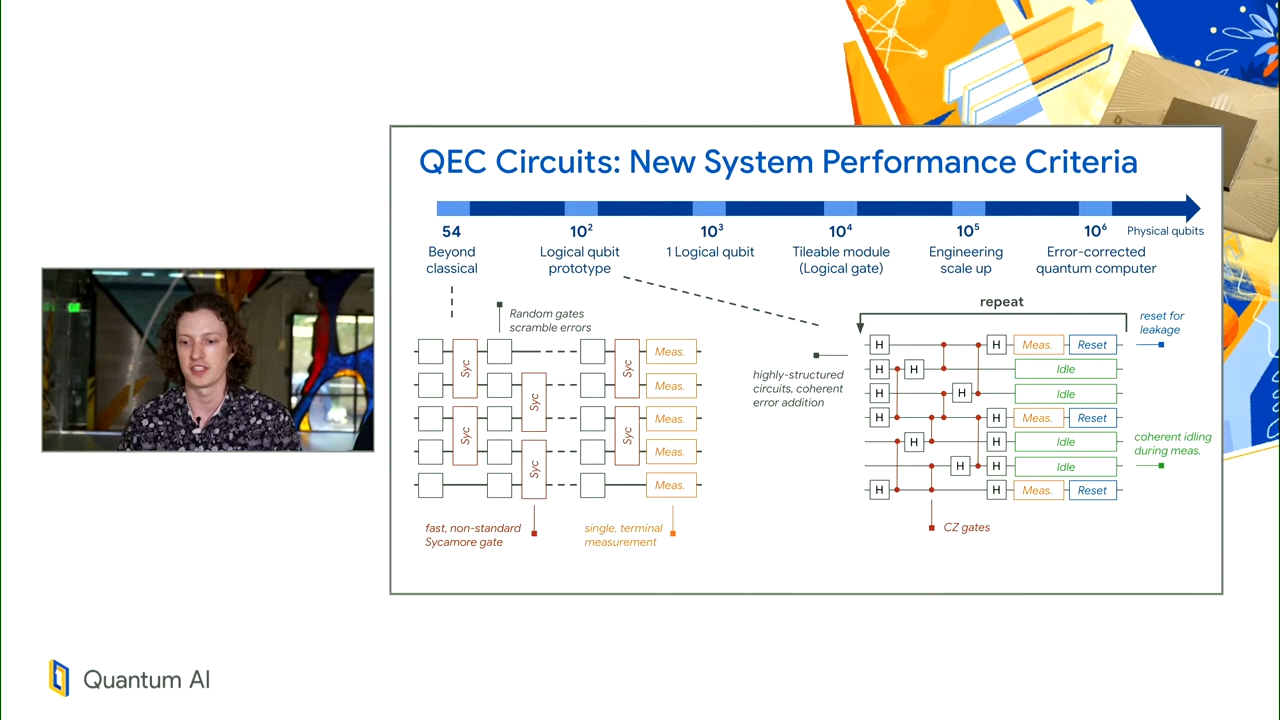 QEC Circuits: New System Performance Criteria
54
10²
10³
10⁴
10⁵
10⁶
Physical qubits
Beyond
classical
Logical qubit
prototype
1 Logical qubit
Tileable module
(Logical gate)
Engineering
scale up
Error-corrected
quantum computer
Random gates
scramble errors
Syc
Syc
Meas.
Syc
Meas.
Syc
Syc
Meas.
Syc
Meas.
Meas.
fast, non-standard
Sycamore gate
single, terminal
measurement
repeat
reset for
leakage
highly-structured
circuits, coherent
error addition
H
H
Meas.
Reset
H
H
Idle
H
H
Idle
H
H
Meas.
Reset
H
H
Idle
H
H
Idle
H
H
Meas.
Reset
coherent idling
during meas.
CZ gates
Quantum AI